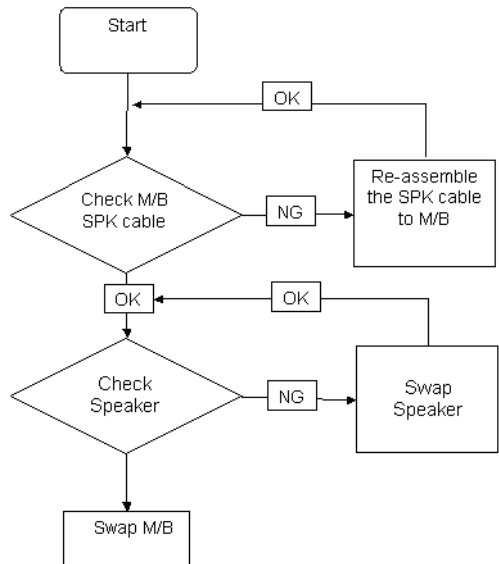 Start
OK
Check M/B
SPK cable
NG
Re-assemble
the SPK cable
to M/B
OK
OK
Check
Speaker
NG
Swap
Speaker
Swap M/B